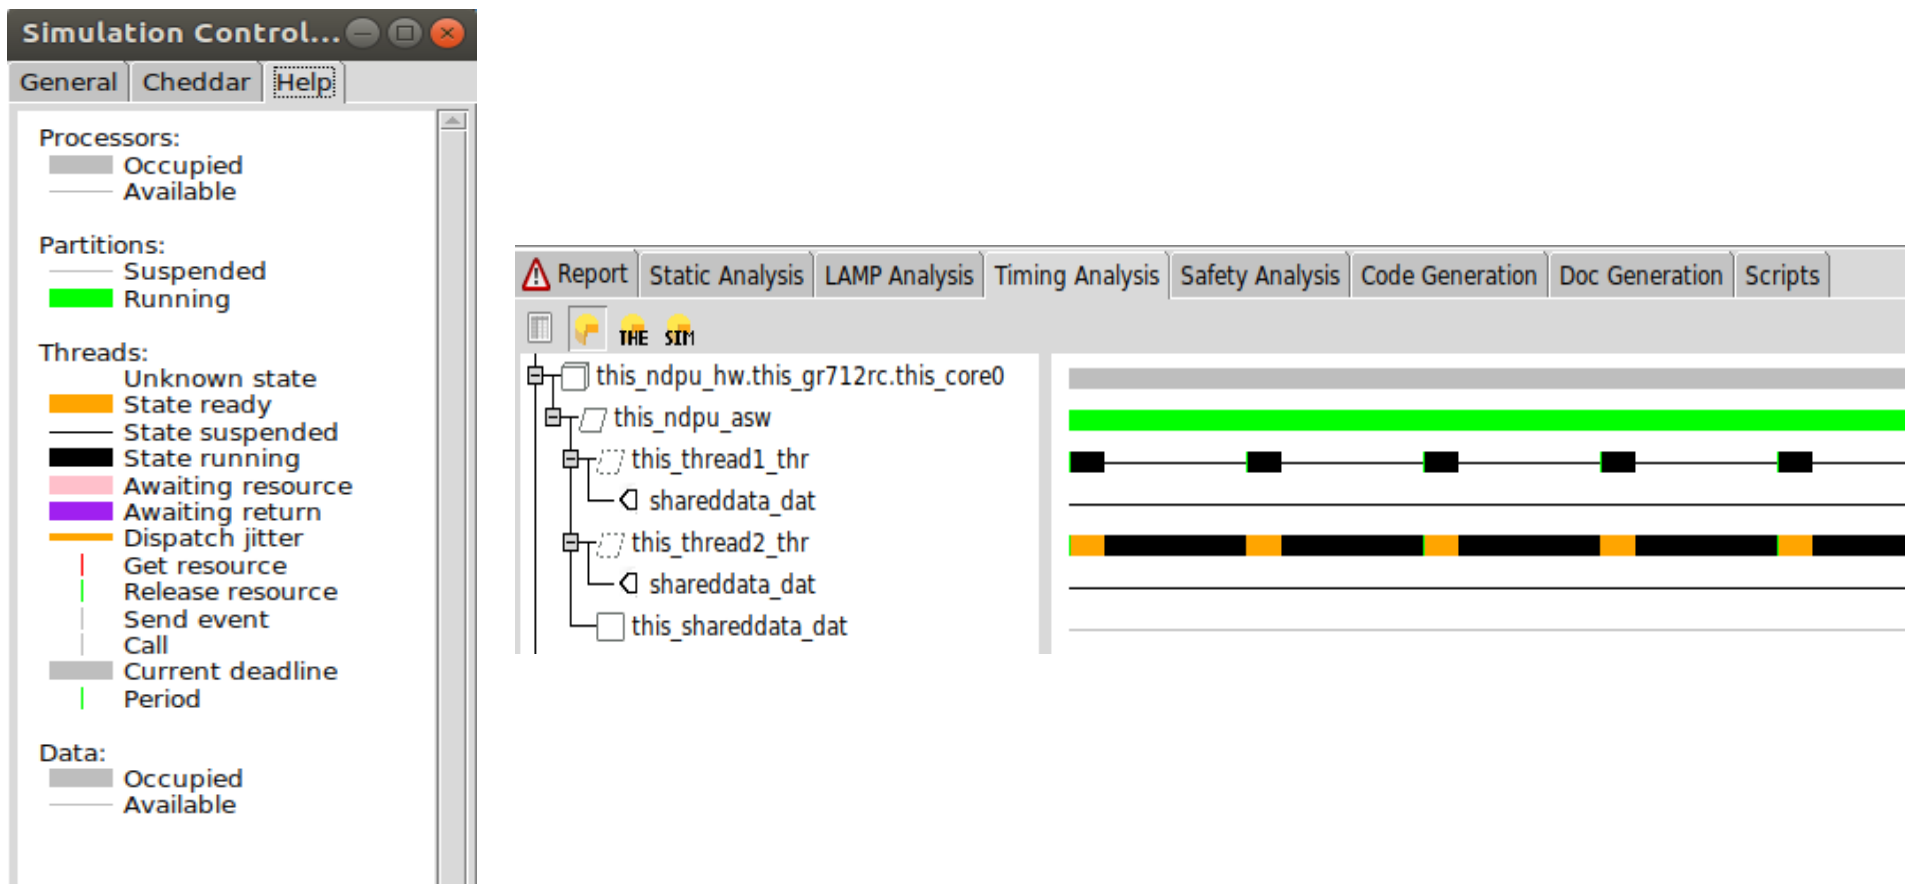 Simulation Control...
General Cheddar Help
Processors:
Occupied
Available
Partitions:
Suspended
Running
Threads:
Unknown state
State ready
State suspended
State running
Awaiting resource
Awaiting return
Dispatch jitter
Get resource
Release resource
Send event
Call
Current deadline
Period
Data:
Occupied
Available
Report Static Analysis LAMP Analysis Timing Analysis Safety Analysis Code Generation Doc Generation Scripts
THE SIM
this_ndpu_hw.this_gr712rc.this_core0
this_ndpu_asw
this_thread1_thr
shareddata_dat
this_thread2_thr
shareddata_dat
this_shareddata_dat